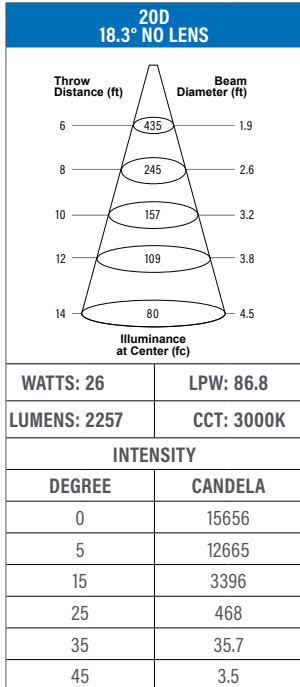 20D
18.3° NO LENS
Throw Distance (ft) Beam Diameter (ft)
6 435 1.9
8 245 2.6
10 157 3.2
12 109 3.8
14 80 4.5
Illuminance
at Center (fc)
WATTS: 26 LPW: 86.8
LUMENS: 2257 CCT: 3000K
INTENSITY
DEGREE CANDELA
0 15656
5 12665
15 3396
25 468
35 35.7
45 3.5